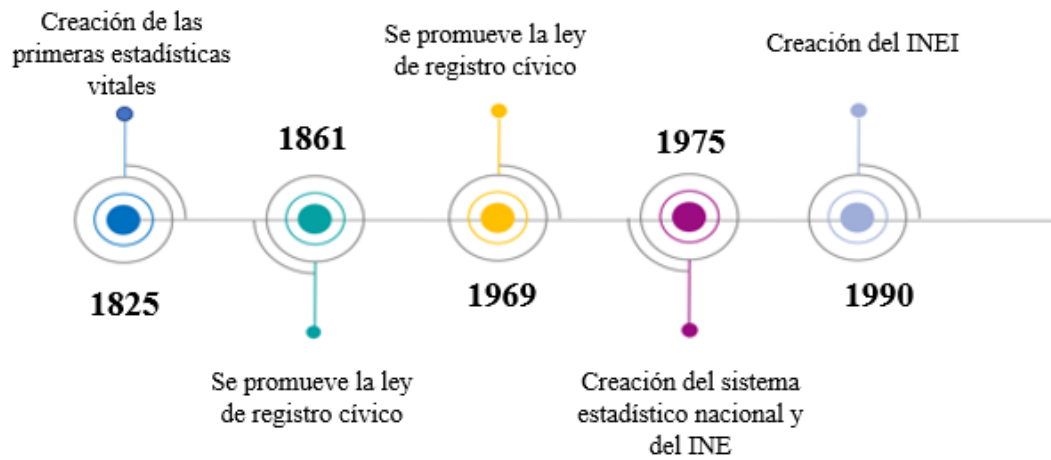 Creación de las
primeras estadísticas
vitales
1825
1861
Se promueve la ley
de registro cívico
Se promueve la ley
de registro cívico
1969
1975
Creación del sistema
estadístico nacional y
del INE
Creación del INEI
1990